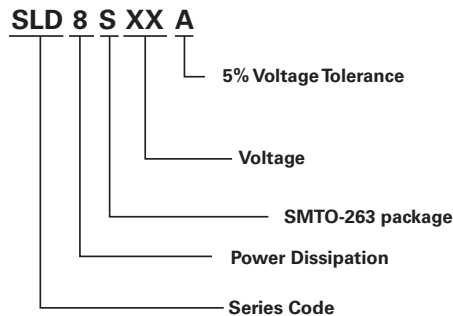 SLD 8 S XX A
5% Voltage Tolerance
Voltage
SMTO-263 package
Power Dissipation
Series Code